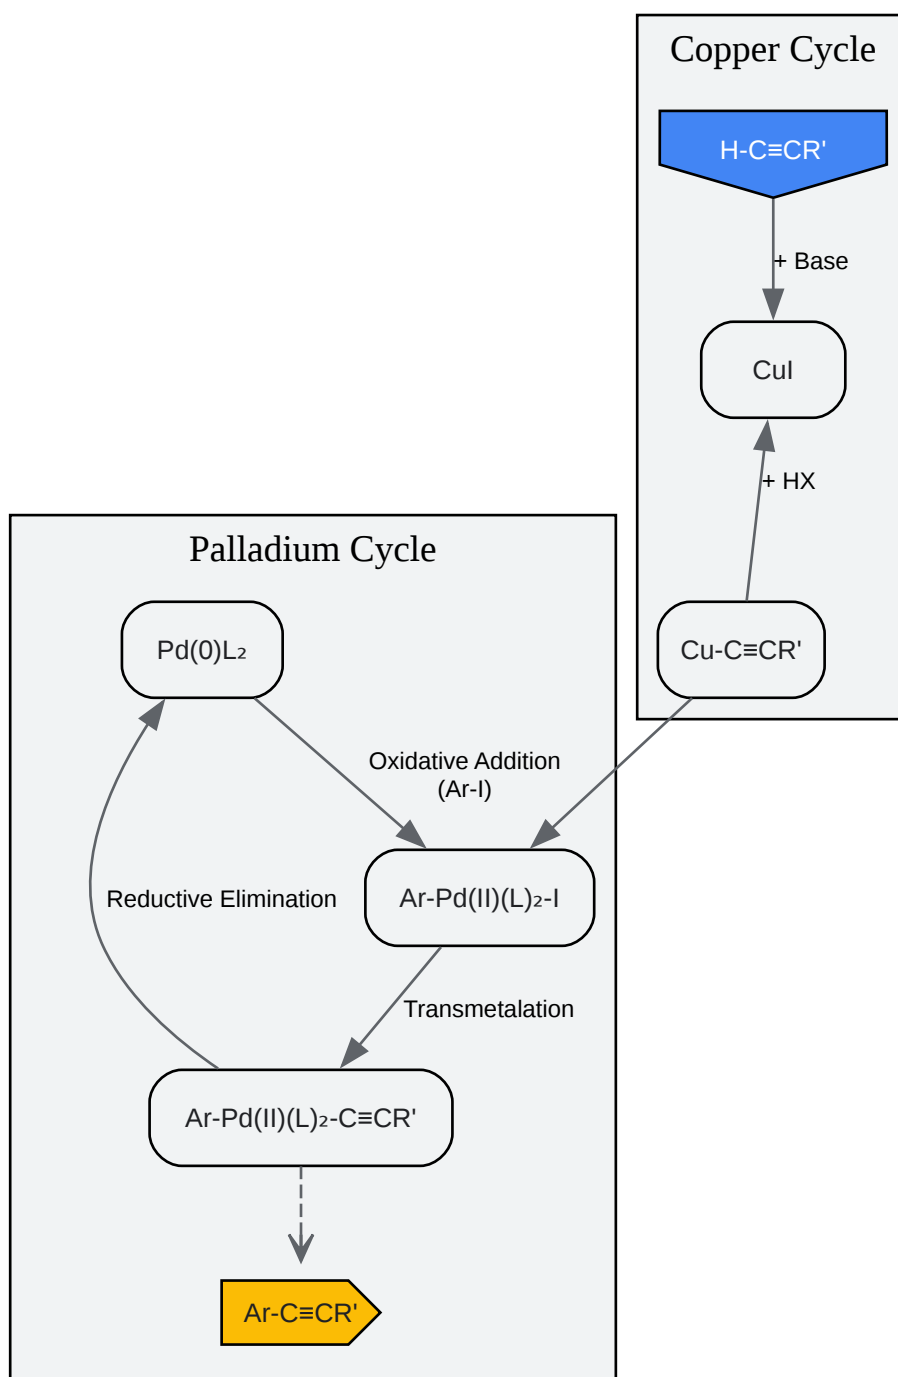 Copper Cycle
H-C≡CR'
+ Base
CuI
+ HX
Cu-C≡CR'
Palladium Cycle
Pd(0)L₂
Oxidative Addition
(Ar-I)
Ar-Pd(II)(L)₂-I
Reductive Elimination
Transmetalation
Ar-Pd(II)(L)₂-C≡CR'
Ar-C≡CR'